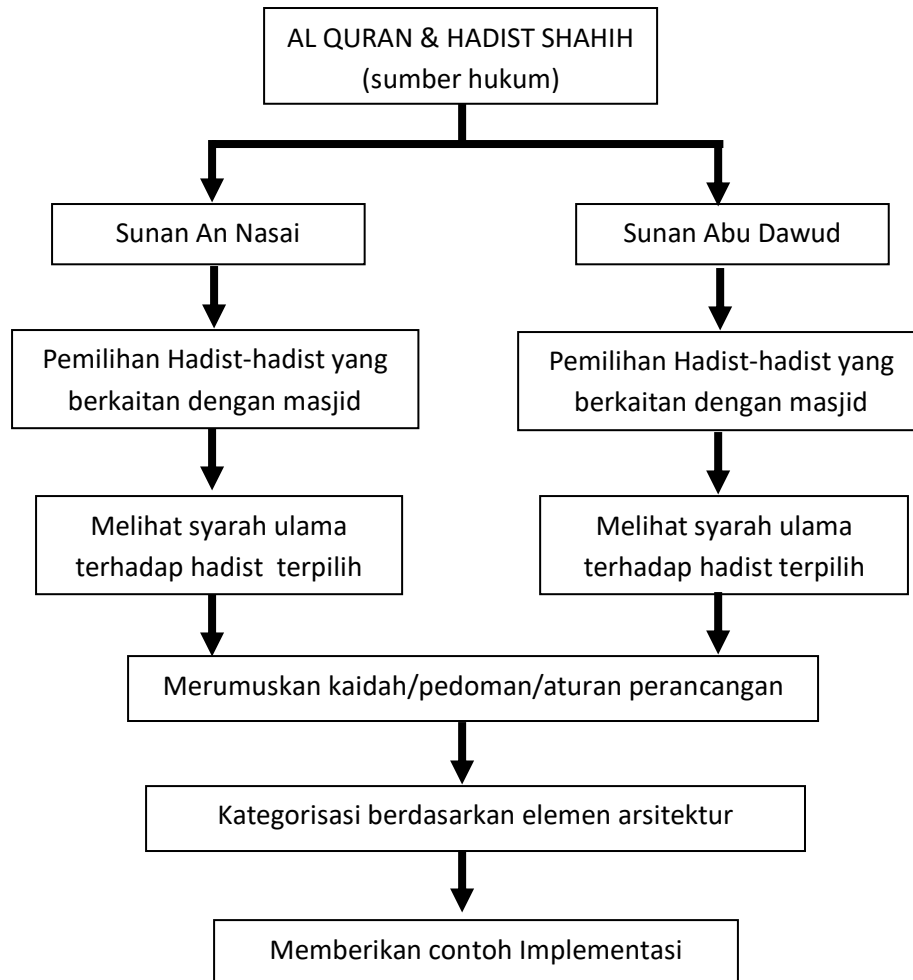 AL QURAN & HADIST SHAHIH
(sumber hukum)
Sunan An Nasai
Sunan Abu Dawud
Pemilihan Hadist-hadist yang
berkaitan dengan masjid
Pemilihan Hadist-hadist yang
berkaitan dengan masjid
Melihat syarah ulama
terhadap hadist terpilih
Melihat syarah ulama
terhadap hadist terpilih
Merumuskan kaidah/pedoman/aturan perancangan
Kategorisasi berdasarkan elemen arsitektur
Memberikan contoh Implementasi